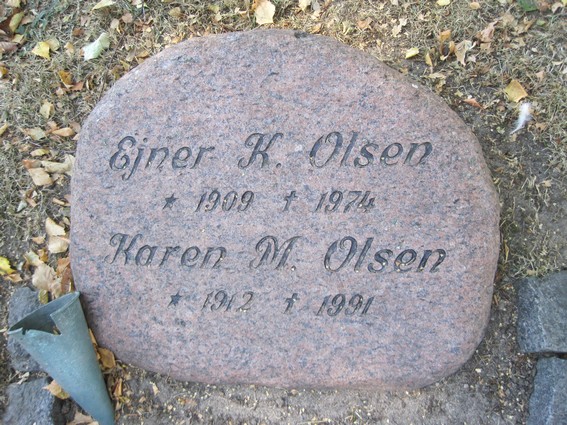 Ejner K. Olsen
* 1909 † 1974
Karen M. Olsen
* 1912 † 1991